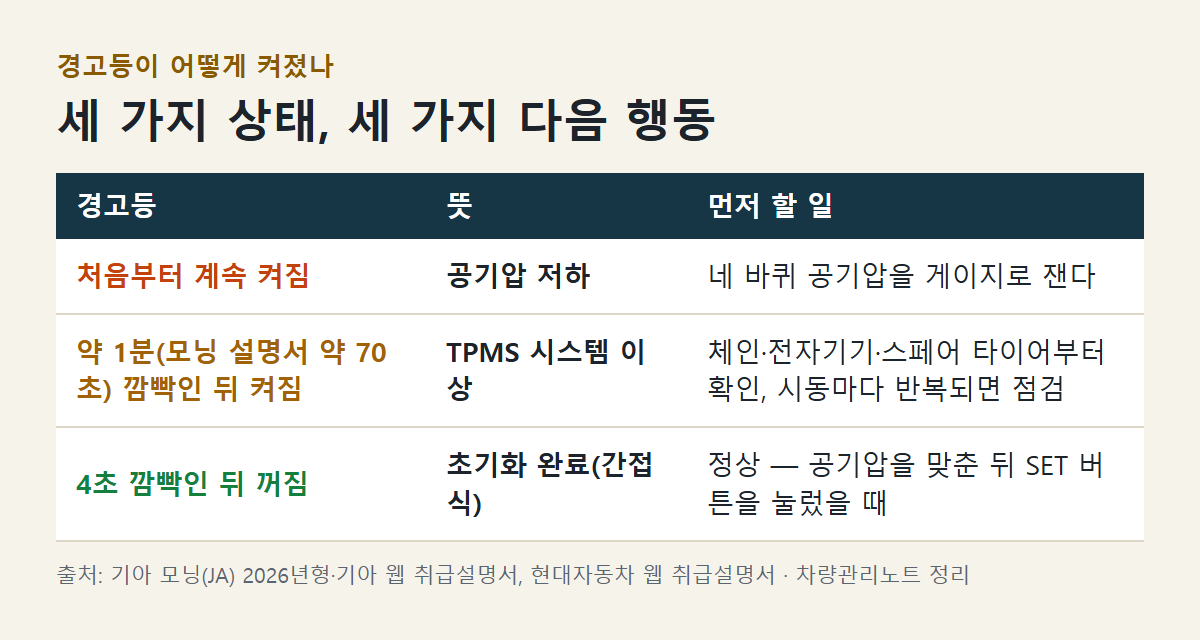 경고등이 어떻게 켜졌나
세 가지 상태, 세 가지 다음 행동
경고등 뜻 먼저 할 일
처음부터 계속 켜짐 공기압 저하 네 바퀴 공기압을 게이지로 잰다
약 1분(모닝 설명서 약 70
초) 깜빡인 뒤 켜짐
TPMS 시스템 이
상
체인·전자기기·스페어 타이어부터
확인, 시동마다 반복되면 점검
4초 깜빡인 뒤 꺼짐
초기화 완료(간접
식)
정상 — 공기압을 맞춘 뒤 SET 버
튼을 눌렀을 때
출처: 기아 모닝(JA) 2026년형·기아 웹 취급설명서, 현대자동차 웹 취급설명서 · 차량관리노트 정리